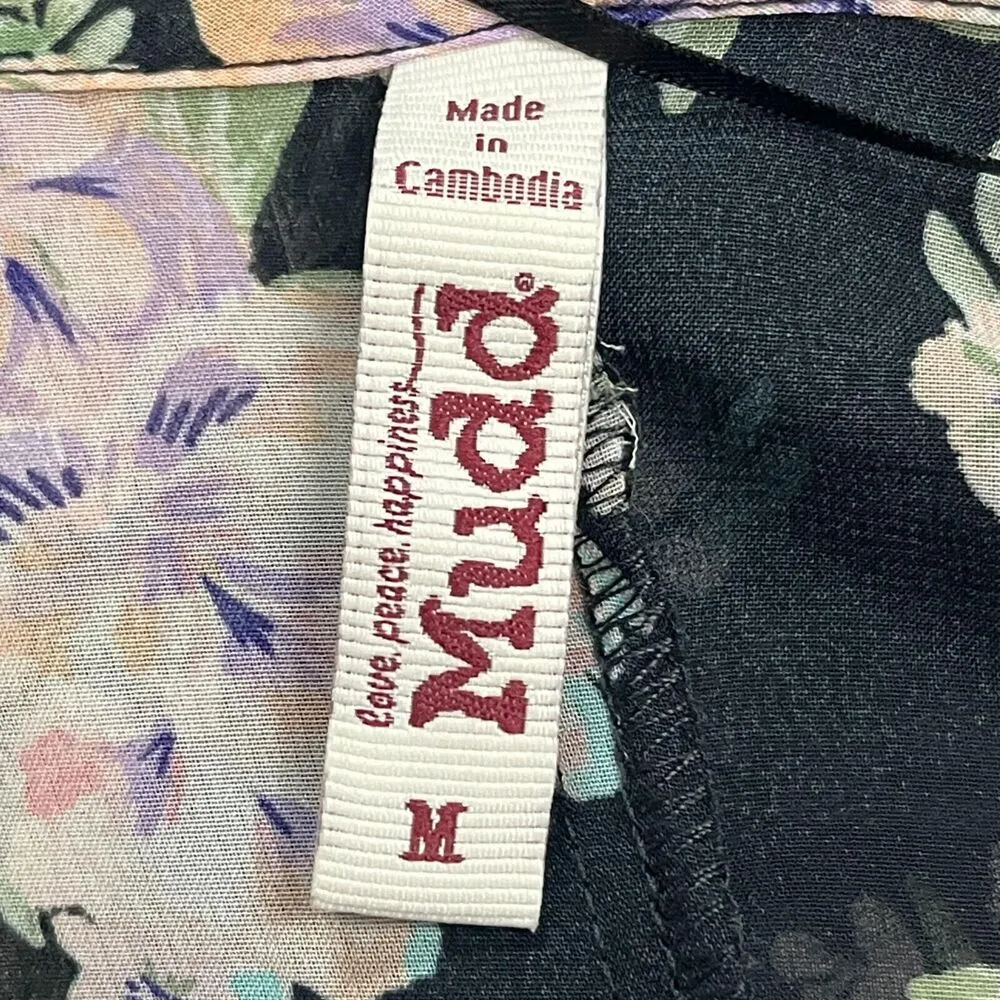 Made
in
Cambodia
Mudd®
love. peace. happiness
M